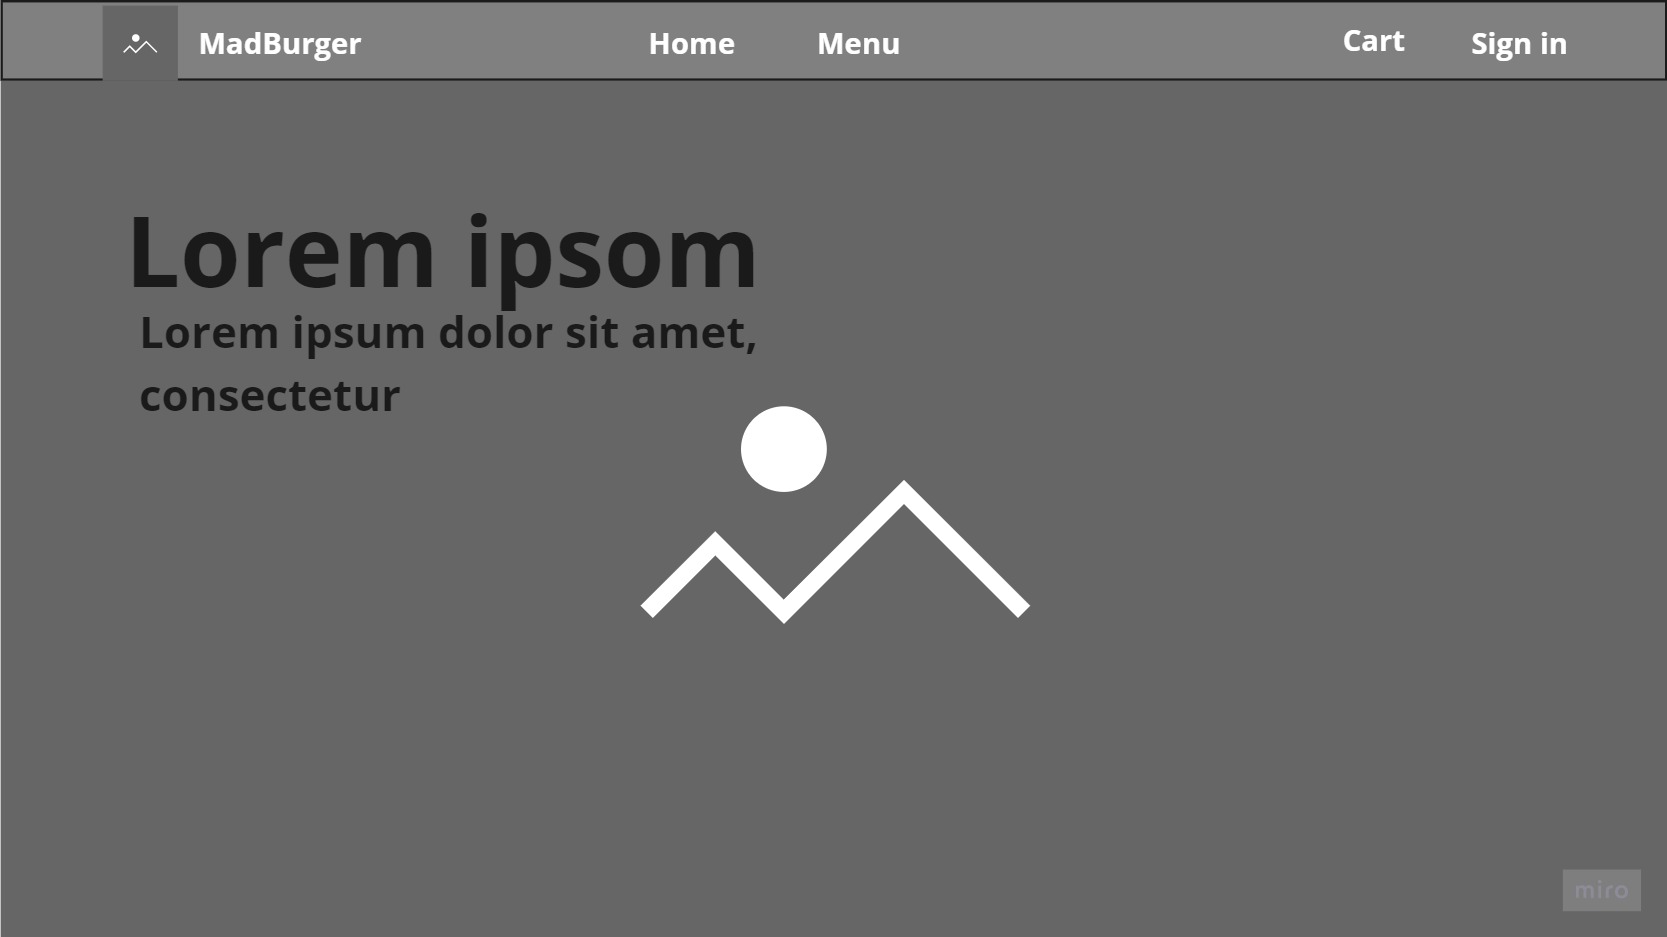 MadBurger
Home
Menu
Cart
Sign in
Lorem ipsom
Lorem ipsum dolor sit amet,
consectetur
miro